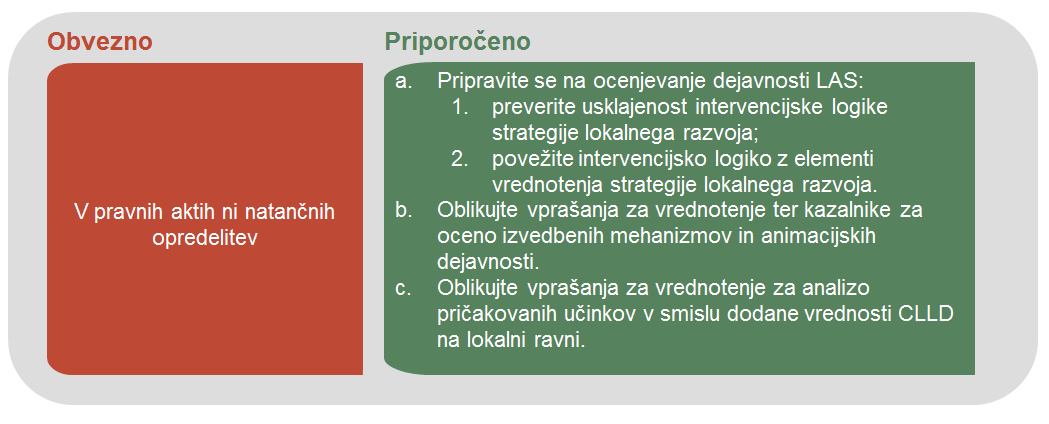 Obvezno
V pravnih aktih ni natančnih
opredelitev
Priporočeno
a. Pripravite se na ocenjevanje dejavnosti LAS:
1. preverite usklajenost intervencijske logike
strategije lokalnega razvoja;
2. povežite intervencijsko logiko z elementi
vrednotenja strategije lokalnega razvoja.
b. Oblikujte vprašanja za vrednotenje ter kazalnike za
oceno izvedbenih mehanizmov in animacijskih
dejavnosti.
c. Oblikujte vprašanja za vrednotenje za analizo
pričakovanih učinkov v smislu dodane vrednosti CLLD
na lokalni ravni.